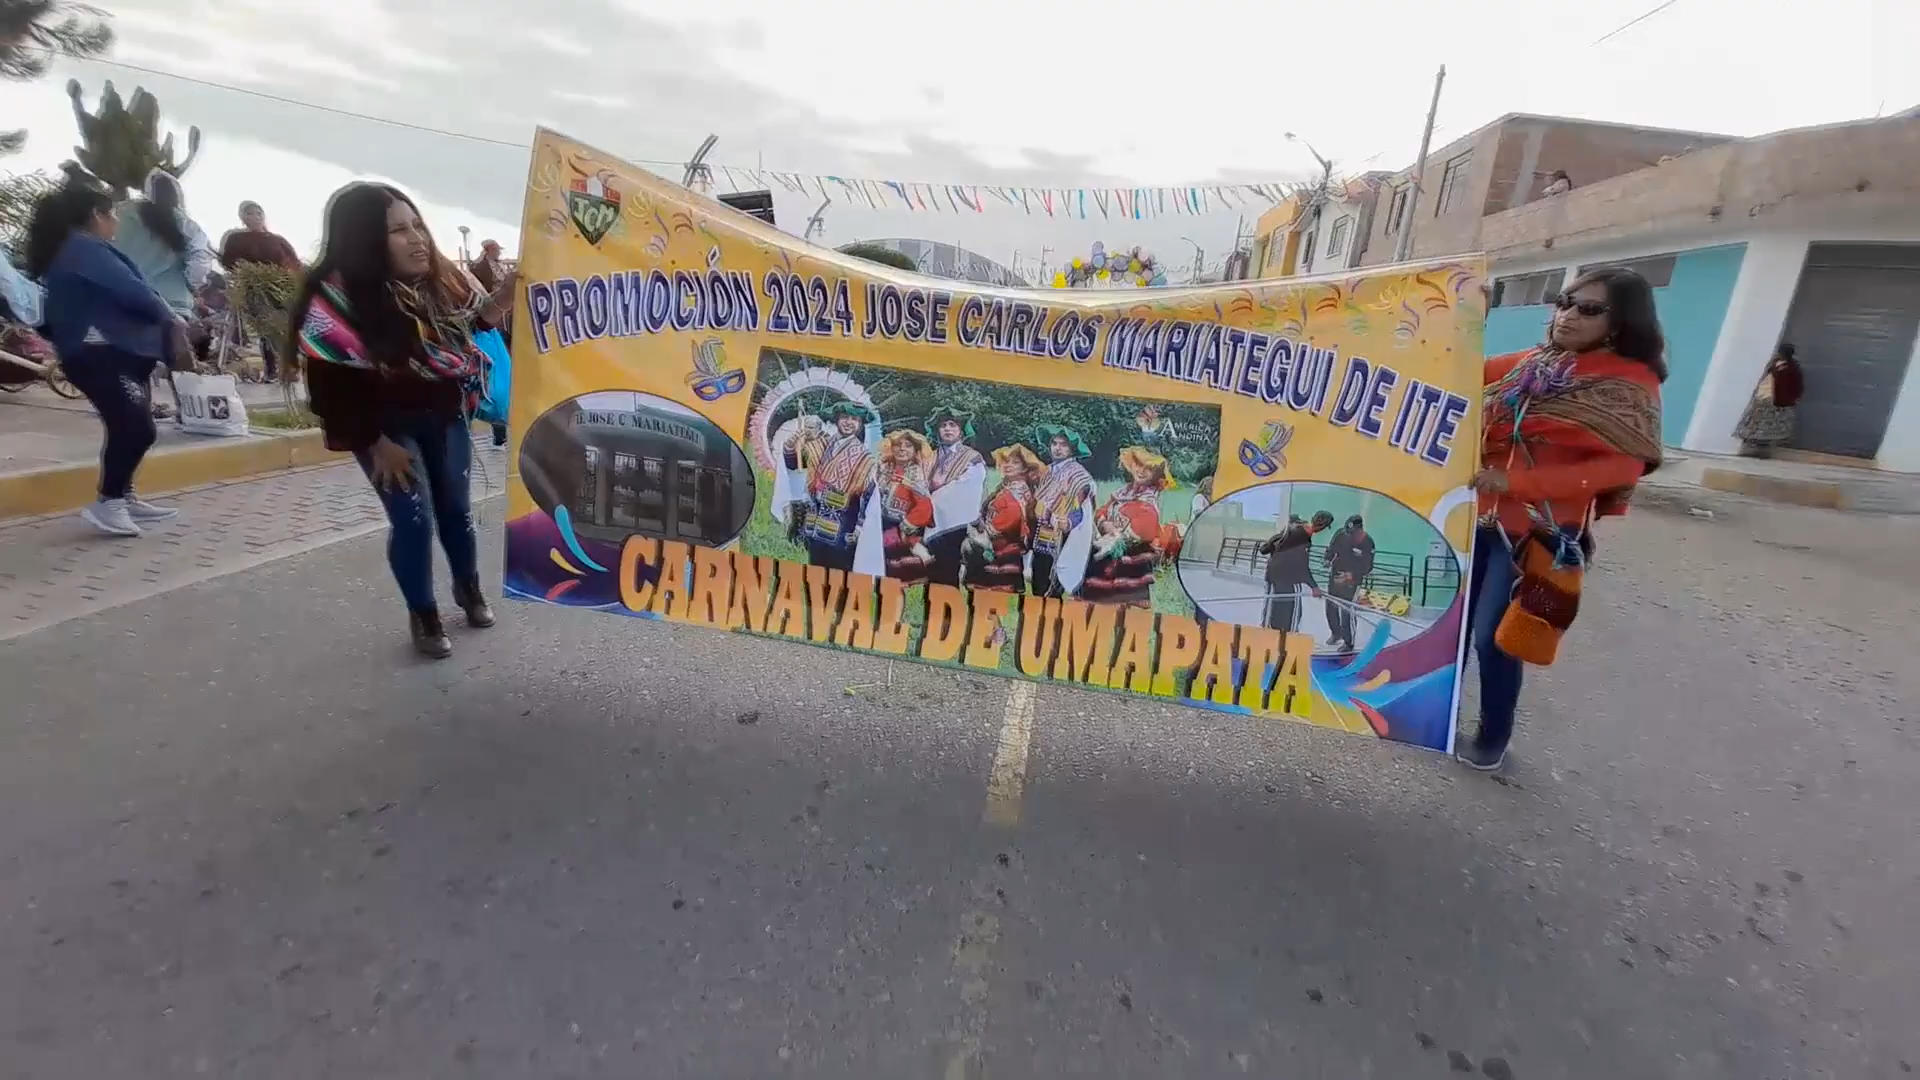 JCM
PROMOCIÓN 2024 JOSE CARLOS MARIATEGUI DE ITE
I.E. JOSE C MARIATEGUI
AMERICA
ANDINA
CARNAVAL DE UMAPATA